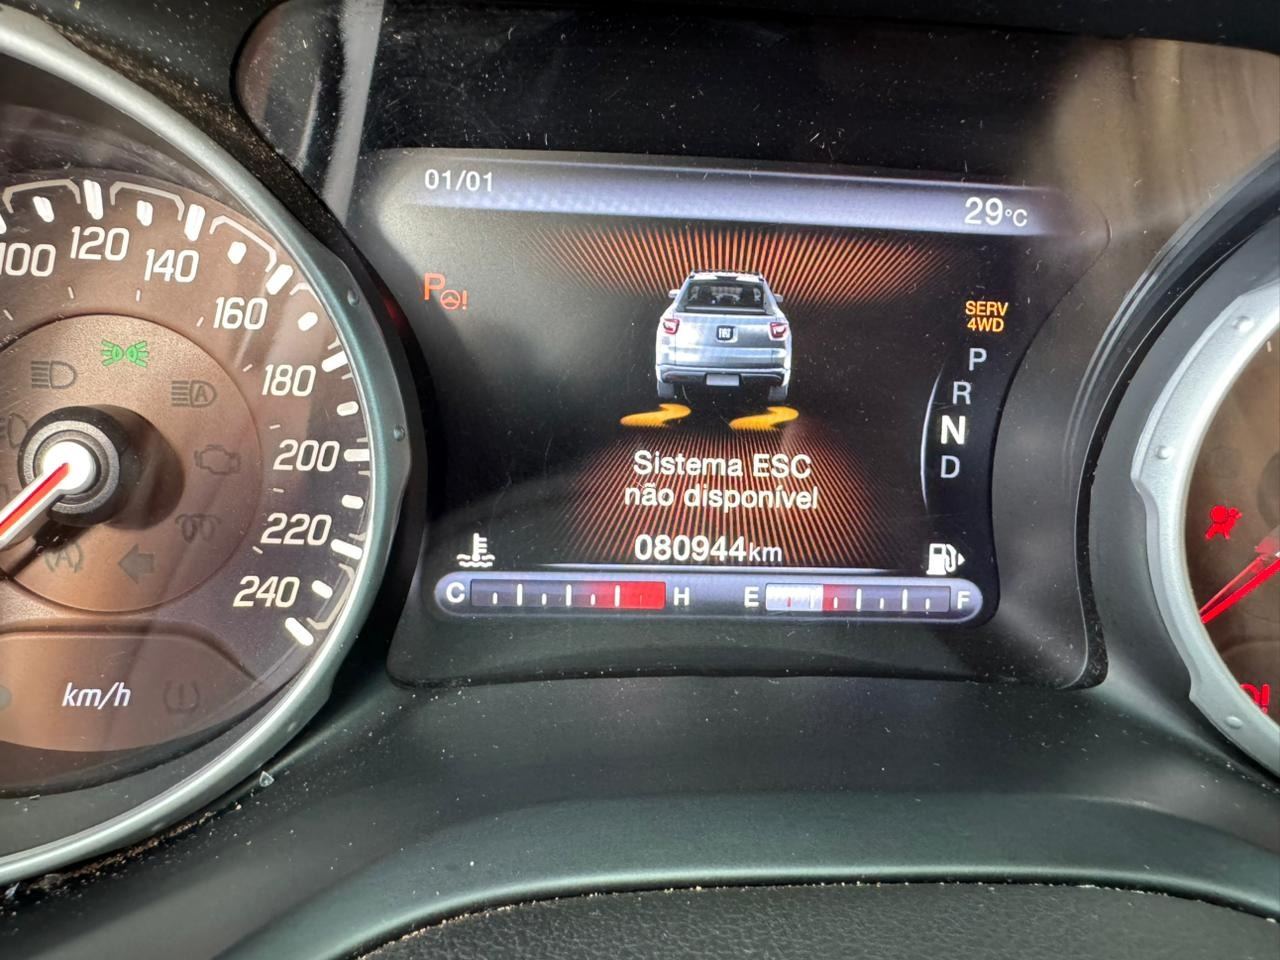 01/01
29°C
100
120
140
160
180
200
220
240
km/h
P!
SERV
4WD
P
R
N
D
Sistema ESC
não disponível
080944km
C H
E F
A
(A)